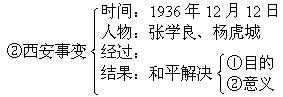 ②西安事变
时间：1936年12月12日
人物：张学良、杨虎城
经过：
结果：和平解决
①目的
②意义